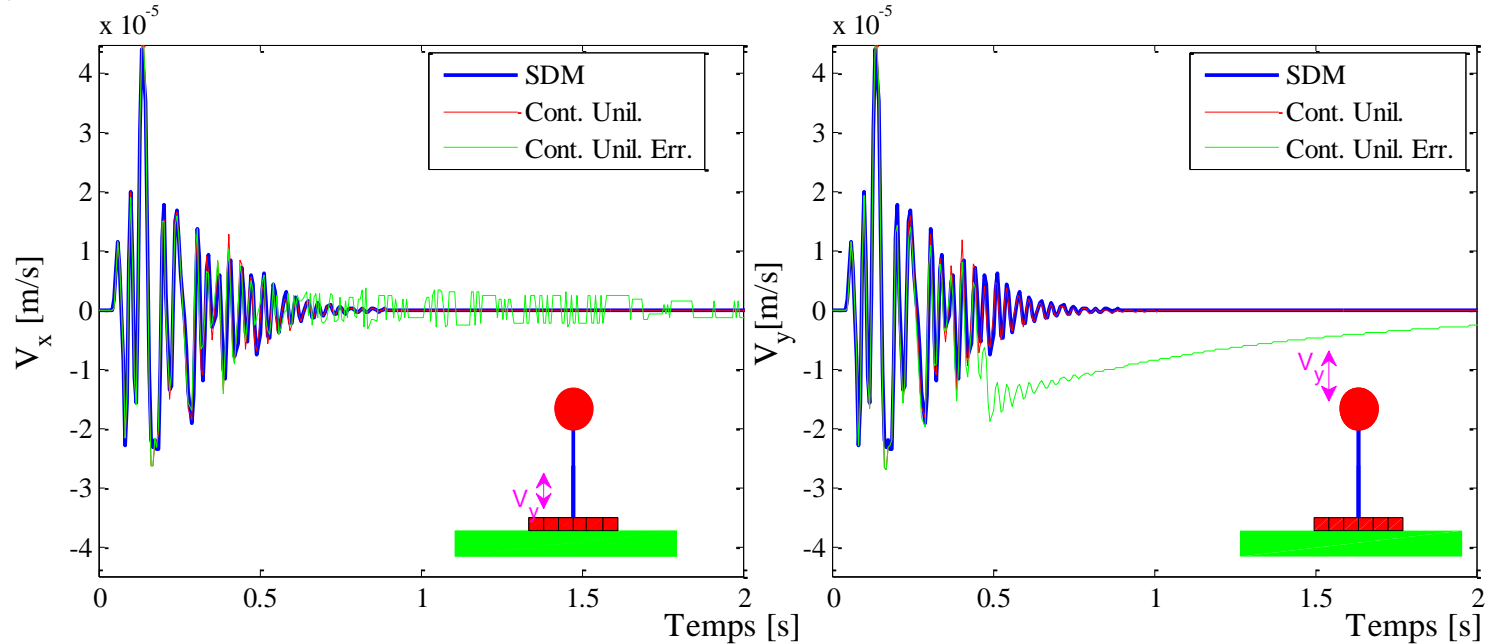 x 10^-5
SDM
Cont. Unil.
Cont. Unil. Err.
4
3
2
1
0
-1
-2
-3
-4
V_x [m/s]
V_y
0
0.5
1
1.5
2
Temps [s]
x 10^-5
SDM
Cont. Unil.
Cont. Unil. Err.
4
3
2
1
0
-1
-2
-3
-4
V_y [m/s]
V_y
0
0.5
1
1.5
2
Temps [s]